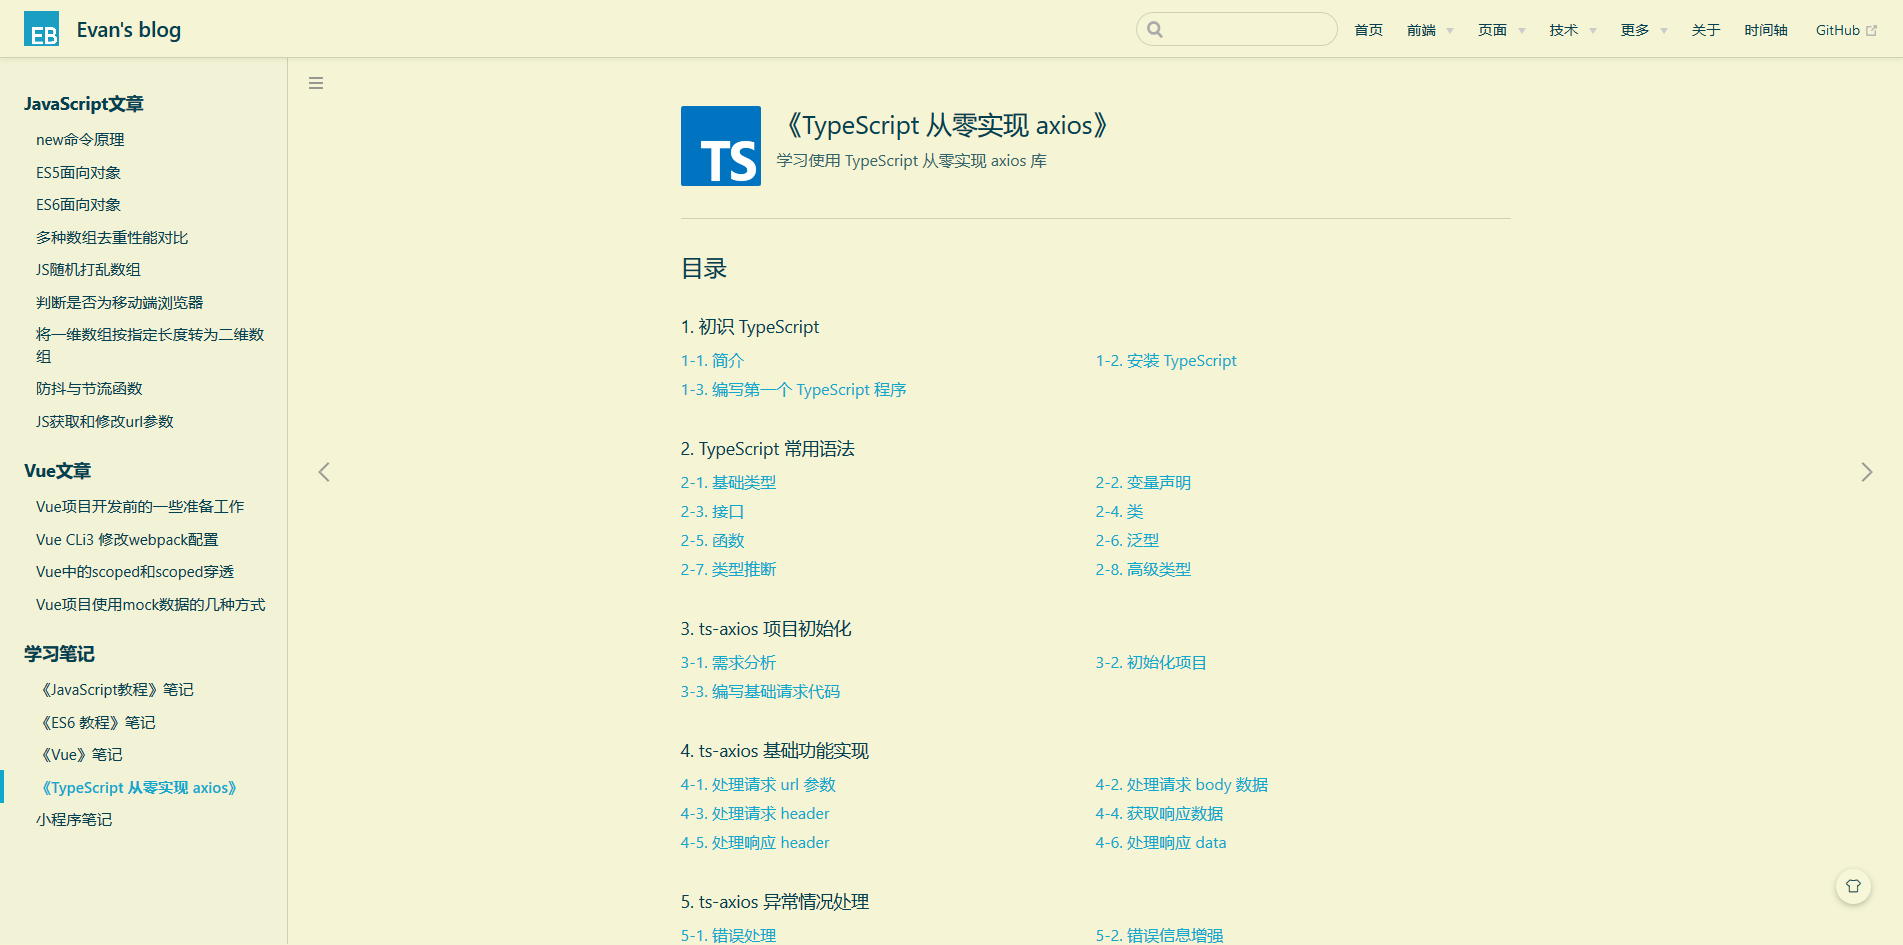 EB Evan's blog
首页 前端 页面 技术 更多 关于 时间轴 GitHub
JavaScript文章
new命令原理
ES5面向对象
ES6面向对象
多种数组去重性能对比
JS随机打乱数组
判断是否为移动端浏览器
将一维数组按指定长度转为二维数
组
防抖与节流函数
JS获取和修改url参数
Vue文章
Vue项目开发前的一些准备工作
Vue CLi3 修改webpack配置
Vue中的scoped和scoped穿透
Vue项目使用mock数据的几种方式
学习笔记
《JavaScript教程》笔记
《ES6 教程》笔记
《Vue》笔记
《TypeScript 从零实现 axios》
小程序笔记
TS
《TypeScript 从零实现 axios》
学习使用 TypeScript 从零实现 axios 库
目录
1. 初识 TypeScript
1-1. 简介 1-2. 安装 TypeScript
1-3. 编写第一个 TypeScript 程序
2. TypeScript 常用语法
2-1. 基础类型 2-2. 变量声明
2-3. 接口 2-4. 类
2-5. 函数 2-6. 泛型
2-7. 类型推断 2-8. 高级类型
3. ts-axios 项目初始化
3-1. 需求分析 3-2. 初始化项目
3-3. 编写基础请求代码
4. ts-axios 基础功能实现
4-1. 处理请求 url 参数 4-2. 处理请求 body 数据
4-3. 处理请求 header 4-4. 获取响应数据
4-5. 处理响应 header 4-6. 处理响应 data
5. ts-axios 异常情况处理
5-1. 错误处理 5-2. 错误信息增强